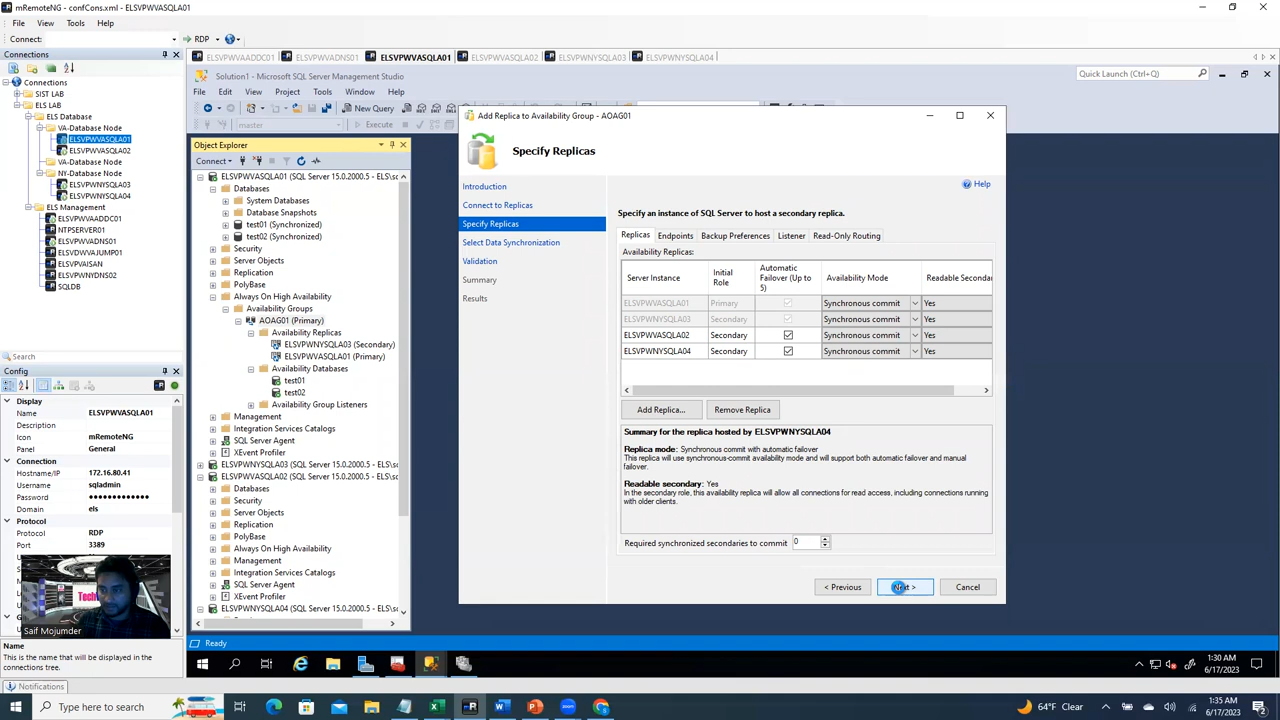 mRemoteNG - confCons.xml - ELSVPWVASQLA01
File View Tools Help
Connect: RDP
Connections
Connections
SIST LAB
ELS LAB
ELS Database
VA-Database Node
ELSVPWVASQLA01
ELSVPWVASQLA02
VA-Database Node
NY-Database Node
ELSVPWNYSQLA03
ELSVPWNYSQLA04
ELS Management
ELSVPWVAADDC01
NTPSERVER01
ELSVPWVADNS01
ELSVDWVAJUMP01
ELSVPVAISAN
ELSVPWNYDNS02
SQLDB
Search
Config
Display
Name ELSVPWVASQLA01
Description
Icon mRemoteNG
Panel General
Connection
Hostname/IP 172.16.80.41
Username sqladmin
Password ●●●●●●●●●●●●
Domain els
Protocol
Protocol RDP
Port 3389
Tech
Saif Mojumder
Name
This is the name that will be displayed in the connections tree.
Notifications
ELSVPWVAADDC01 ELSVPWVADNS01 ELSVPWVASQLA01 ELSVPWVASQLA02 ELSVPWNYSQLA03 ELSVPWNYSQLA04
Solution1 - Microsoft SQL Server Management Studio
Quick Launch (Ctrl+Q)
File Edit View Project Tools Window Help
New Query
master Execute
Object Explorer
Connect
ELSVPWVASQLA01 (SQL Server 15.0.2000.5 - ELS\sc
Databases
System Databases
Database Snapshots
test01 (Synchronized)
test02 (Synchronized)
Security
Server Objects
Replication
PolyBase
Always On High Availability
Availability Groups
AOAG01 (Primary)
Availability Replicas
ELSVPWNYSQLA03 (Secondary)
ELSVPWVASQLA01 (Primary)
Availability Databases
test01
test02
Availability Group Listeners
Management
Integration Services Catalogs
SQL Server Agent
XEvent Profiler
ELSVPWNYSQLA03 (SQL Server 15.0.2000.5 - ELS\sc
ELSVPWVASQLA02 (SQL Server 15.0.2000.5 - ELS\sc
Databases
Security
Server Objects
Replication
PolyBase
Always On High Availability
Management
Integration Services Catalogs
SQL Server Agent
XEvent Profiler
ELSVPWNYSQLA04 (SQL Server 15.0.2000.5 - ELS\sc
Ready
Add Replica to Availability Group - AOAG01
Specify Replicas
Introduction
Connect to Replicas
Specify Replicas
Select Data Synchronization
Validation
Summary
Results
Help
Specify an instance of SQL Server to host a secondary replica.
Replicas Endpoints Backup Preferences Listener Read-Only Routing
Availability Replicas:
Server Instance Initial Role Automatic Failover (Up to 5) Availability Mode Readable Seconda
ELSVPWVASQLA01 Primary Synchronous commit Yes
ELSVPWNYSQLA03 Secondary Synchronous commit Yes
ELSVPWVASQLA02 Secondary Synchronous commit Yes
ELSVPWNYSQLA04 Secondary Synchronous commit Yes
Add Replica... Remove Replica
Summary for the replica hosted by ELSVPWNYSQLA04
Replica mode: Synchronous commit with automatic failover
This replica will use synchronous-commit availability mode and will support both automatic failover and manual
failover.
Readable secondary: Yes
In the secondary role, this availability replica will allow all connections for read access, including connections running
with older clients.
Required synchronized secondaries to commit 0
< Previous Next > Cancel
1:30 AM
6/17/2023
Type here to search
64°F Clear
1:35 AM
6/17/2023